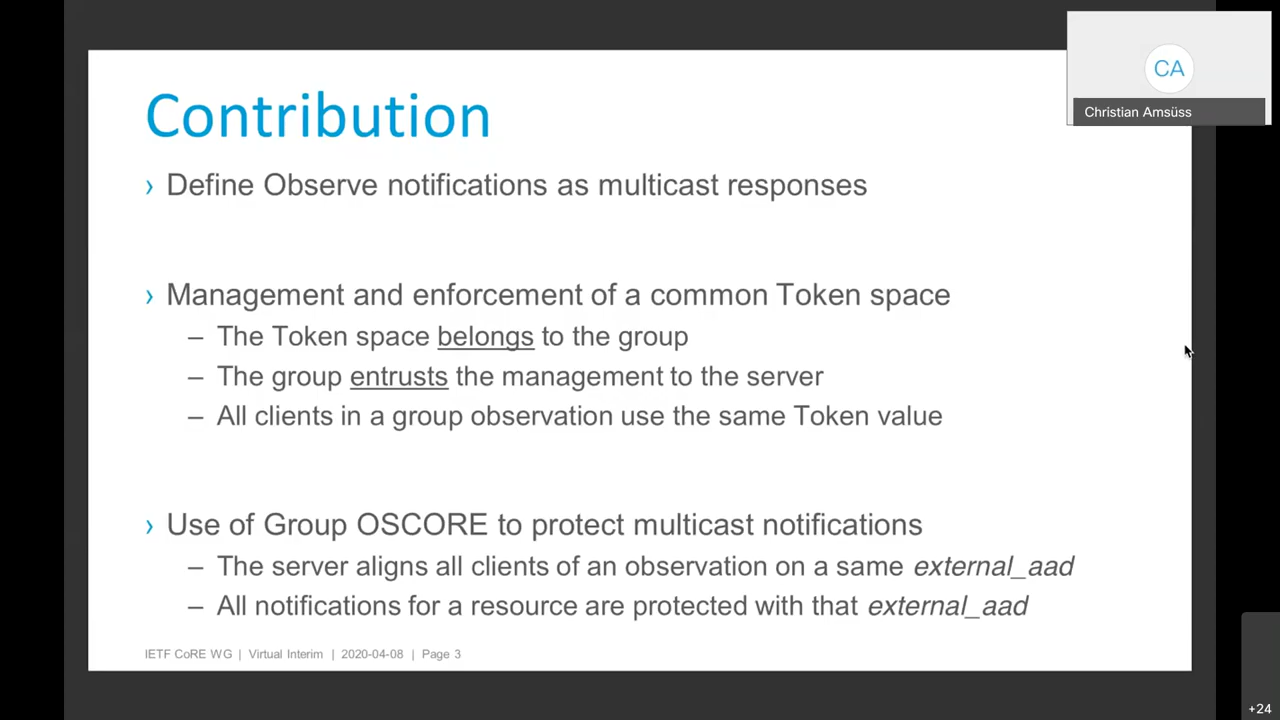 CA
Christian Amsüss
Contribution
› Define Observe notifications as multicast responses
› Management and enforcement of a common Token space
– The Token space belongs to the group
– The group entrusts the management to the server
– All clients in a group observation use the same Token value
› Use of Group OSCORE to protect multicast notifications
– The server aligns all clients of an observation on a same external_aad
– All notifications for a resource are protected with that external_aad
IETF CoRE WG | Virtual Interim | 2020-04-08 | Page 3
+24